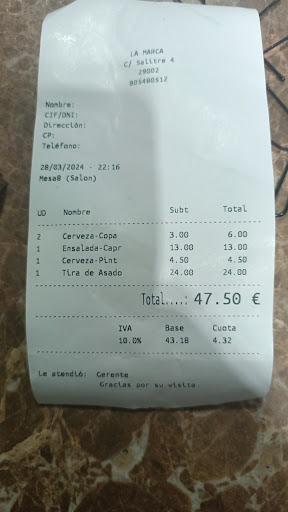 LA MARCA
C/ Salitre 4
29002
B05480512
Nombre:
CIF/DNI:
Dirección:
CP:
Teléfono:
28/03/2024 - 22:16
Mesa8 (Salon)
UD Nombre Subt Total
2 Cerveza-Copa 3.00 6.00
1 Ensalada-Capr 13.00 13.00
1 Cerveza-Pint 4.50 4.50
1 Tira de Asado 24.00 24.00
Total....: 47.50 €
IVA Base Cuota
10.0% 43.18 4.32
Le atendió: Gerente
Gracias por su visita